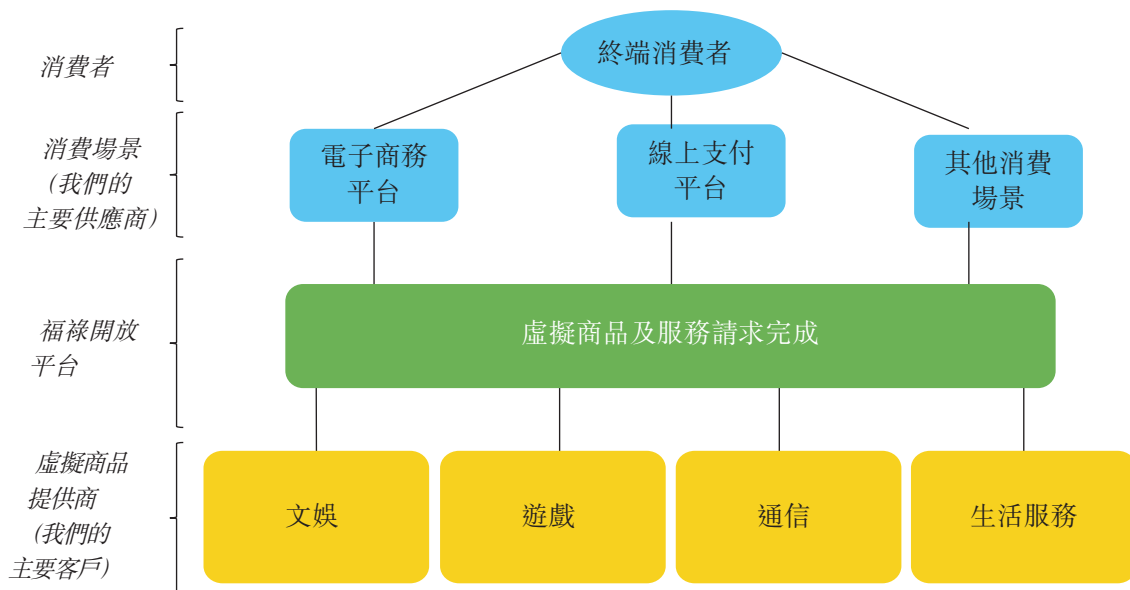 消費者
終端消費者
消費場景
(我們的
主要供應商)
電子商務
平台
線上支付
平台
其他消費
場景
福祿開放
平台
虛擬商品及服務請求完成
虛擬商品
提供商
(我們的
主要客戶)
文娛
遊戲
通信
生活服務